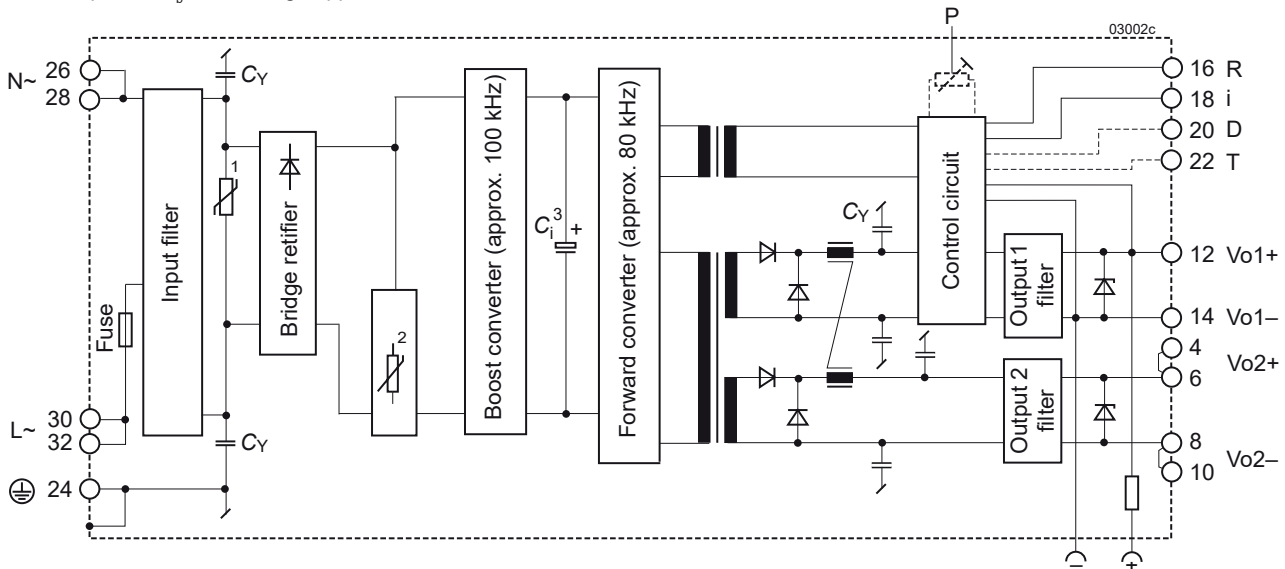 P
03002c
N~ 26
28
CY
Input filter
Fuse
1
Bridge retifier
2
Boost converter (approx. 100 kHz)
Ci3 +
Forward converter (approx. 80 kHz)
Control circuit
CY
Output 1
filter
Output 2
filter
16 R
18 i
20 D
22 T
12 Vo1+
14 Vo1–
4
Vo2+
6
8
Vo2–
10
L~ 30
32
CY
24
– +